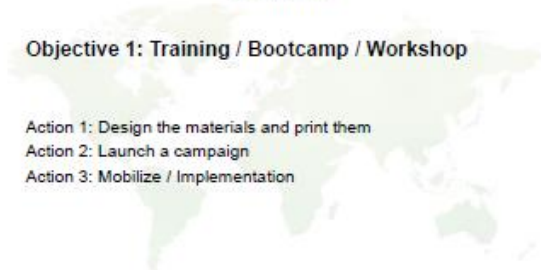 Objective 1: Training / Bootcamp / Workshop
Action 1: Design the materials and print them
Action 2: Launch a campaign
Action 3: Mobilize / Implementation